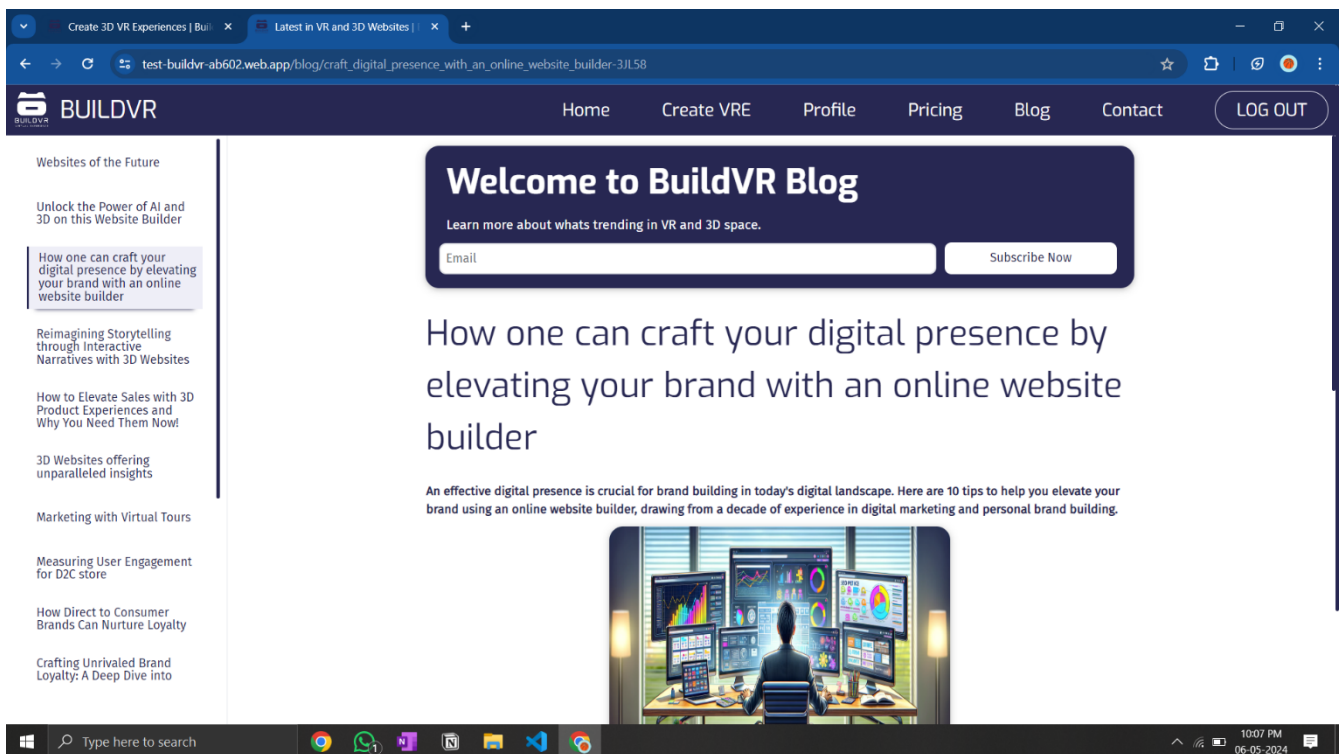 Create 3D VR Experiences | Buil
Latest in VR and 3D Websites |
test-buildvr-ab602.web.app/blog/craft_digital_presence_with_an_online_website_builder-3JL58
BUILDVR
BUILDVR
Home
Create VRE
Profile
Pricing
Blog
Contact
LOG OUT
Websites of the Future
Unlock the Power of AI and
3D on this Website Builder
How one can craft your
digital presence by elevating
your brand with an online
website builder
Reimagining Storytelling
through Interactive
Narratives with 3D Websites
How to Elevate Sales with 3D
Product Experiences and
Why You Need Them Now!
3D Websites offering
unparalleled insights
Marketing with Virtual Tours
Measuring User Engagement
for D2C store
How Direct to Consumer
Brands Can Nurture Loyalty
Crafting Unrivaled Brand
Loyalty: A Deep Dive into
Welcome to BuildVR Blog
Learn more about whats trending in VR and 3D space.
Email
Subscribe Now
How one can craft your digital presence by
elevating your brand with an online website
builder
An effective digital presence is crucial for brand building in today's digital landscape. Here are 10 tips to help you elevate your
brand using an online website builder, drawing from a decade of experience in digital marketing and personal brand building.
Type here to search
1
10:07 PM
06-05-2024